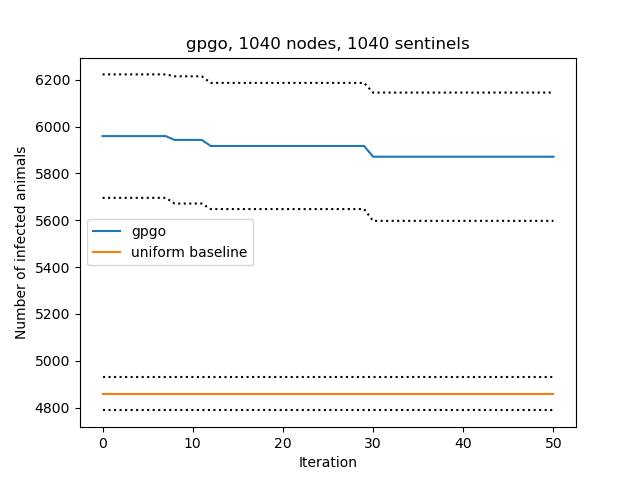 gpgo, 1040 nodes, 1040 sentinels
Number of infected animals
6200
6000
5800
5600
5400
5200
5000
4800
gpgo
uniform baseline
0 10 20 30 40 50
Iteration